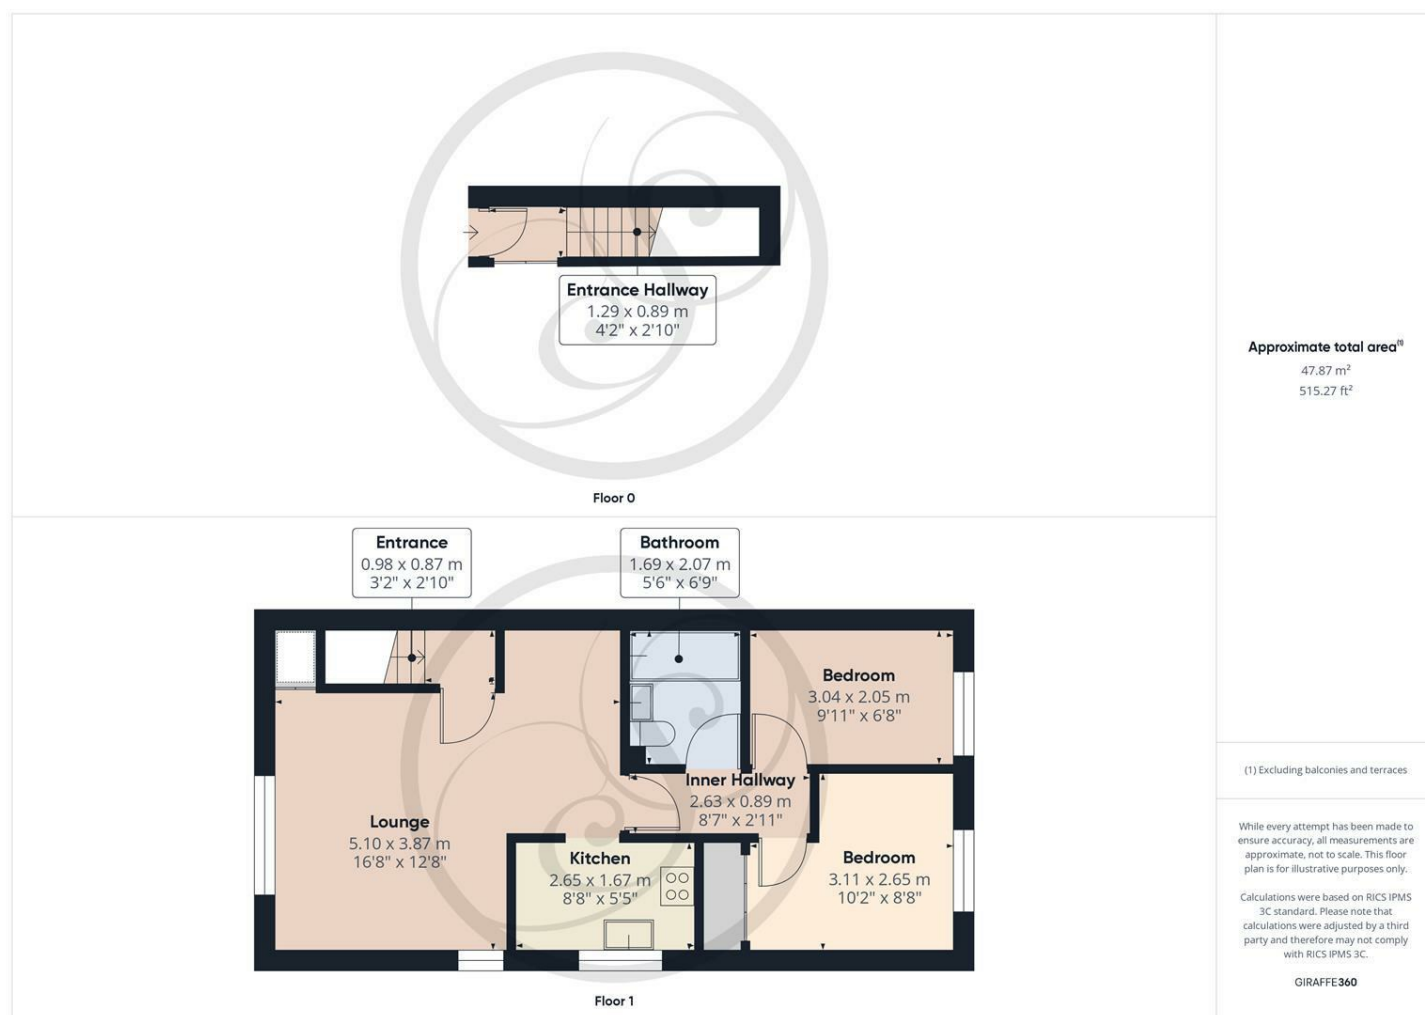 Entrance Hallway
1.29 x 0.89 m
4'2" x 2'10"
Floor 0
Entrance
0.98 x 0.87 m
3'2" x 2'10"
Bathroom
1.69 x 2.07 m
5'6" x 6'9"
Bedroom
3.04 x 2.05 m
9'11" x 6'8"
Inner Hallway
2.63 x 0.89 m
8'7" x 2'11"
Lounge
5.10 x 3.87 m
16'8" x 12'8"
Kitchen
2.65 x 1.67 m
8'8" x 5'5"
Bedroom
3.11 x 2.65 m
10'2" x 8'8"
Floor 1
Approximate total area⁽¹⁾
47.87 m²
515.27 ft²
(1) Excluding balconies and terraces
While every attempt has been made to
ensure accuracy, all measurements are
approximate, not to scale. This floor
plan is for illustrative purposes only.
Calculations were based on RICS IPMS
3C standard. Please note that
calculations were adjusted by a third
party and therefore may not comply
with RICS IPMS 3C.
GIRAFFE360